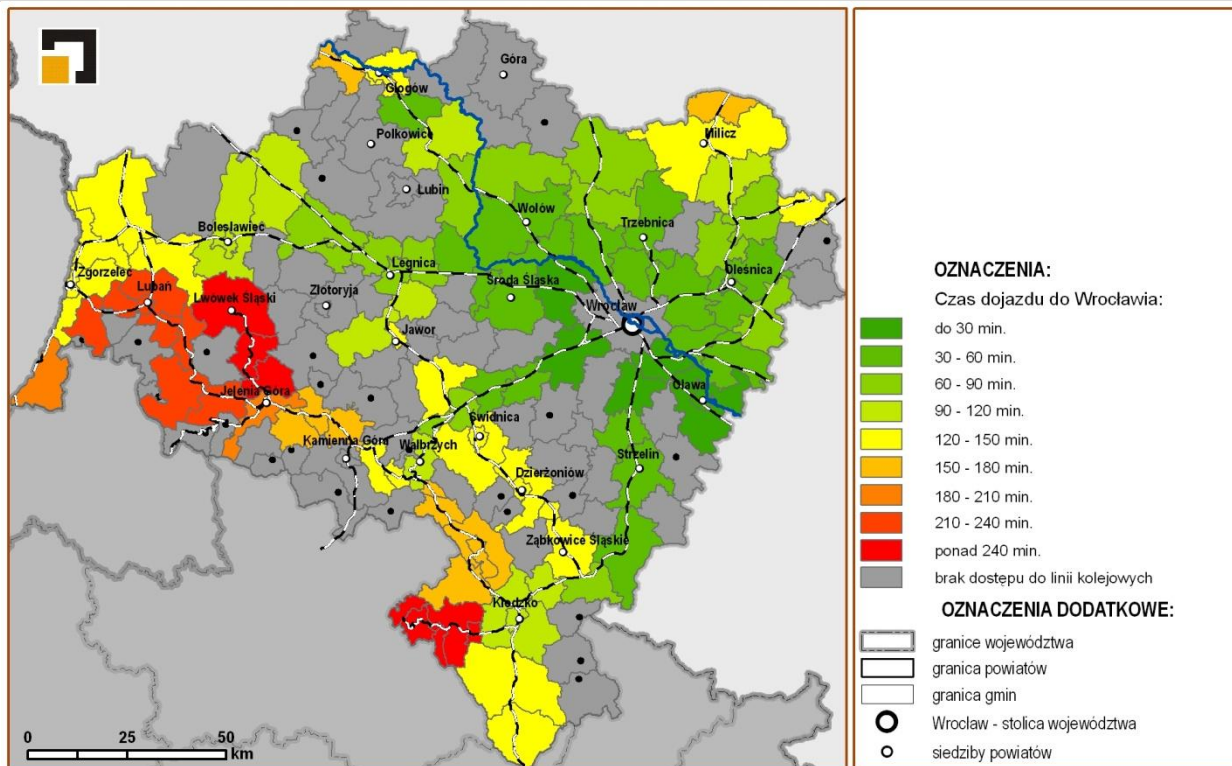 Góra
Głogów
Polkowice
Milicz
Lubin
Wołów
Trzebnica
Bolesławiec
Legnica
Oleśnica
Zgorzelec
Środa Śląska
Lubań
Lwówek Śląski
Złotoryja
Wrocław
Jawor
Oława
Jelenia Góra
Świdnica
Kamienna Góra
Wałbrzych
Strzelin
Dzierżoniów
Ząbkowice Śląskie
Kłodzko
0 25 50
km
OZNACZENIA:
Czas dojazdu do Wrocławia:
do 30 min.
30 - 60 min.
60 - 90 min.
90 - 120 min.
120 - 150 min.
150 - 180 min.
180 - 210 min.
210 - 240 min.
ponad 240 min.
brak dostępu do linii kolejowych
OZNACZENIA DODATKOWE:
granice województwa
granica powiatów
granica gmin
Wrocław - stolica województwa
siedziby powiatów